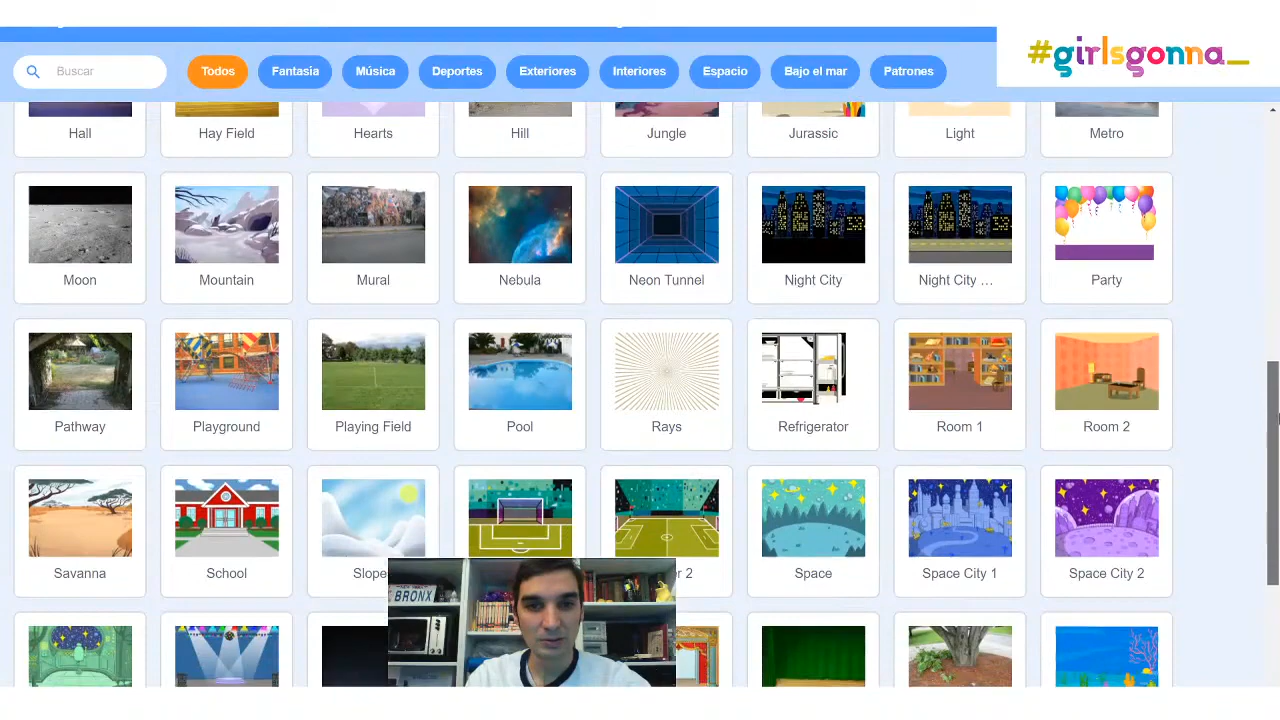 Buscar
Todos
Fantasía
Música
Deportes
Exteriores
Interiores
Espacio
Bajo el mar
Patrones
#girlsgonna_
Hall
Hay Field
Hearts
Hill
Jungle
Jurassic
Light
Metro
Moon
Mountain
Mural
Nebula
Neon Tunnel
Night City
Night City ...
Party
Pathway
Playground
Playing Field
Pool
Rays
Refrigerator
Room 1
Room 2
Savanna
School
Slope
r 2
Space
Space City 1
Space City 2
BRONX